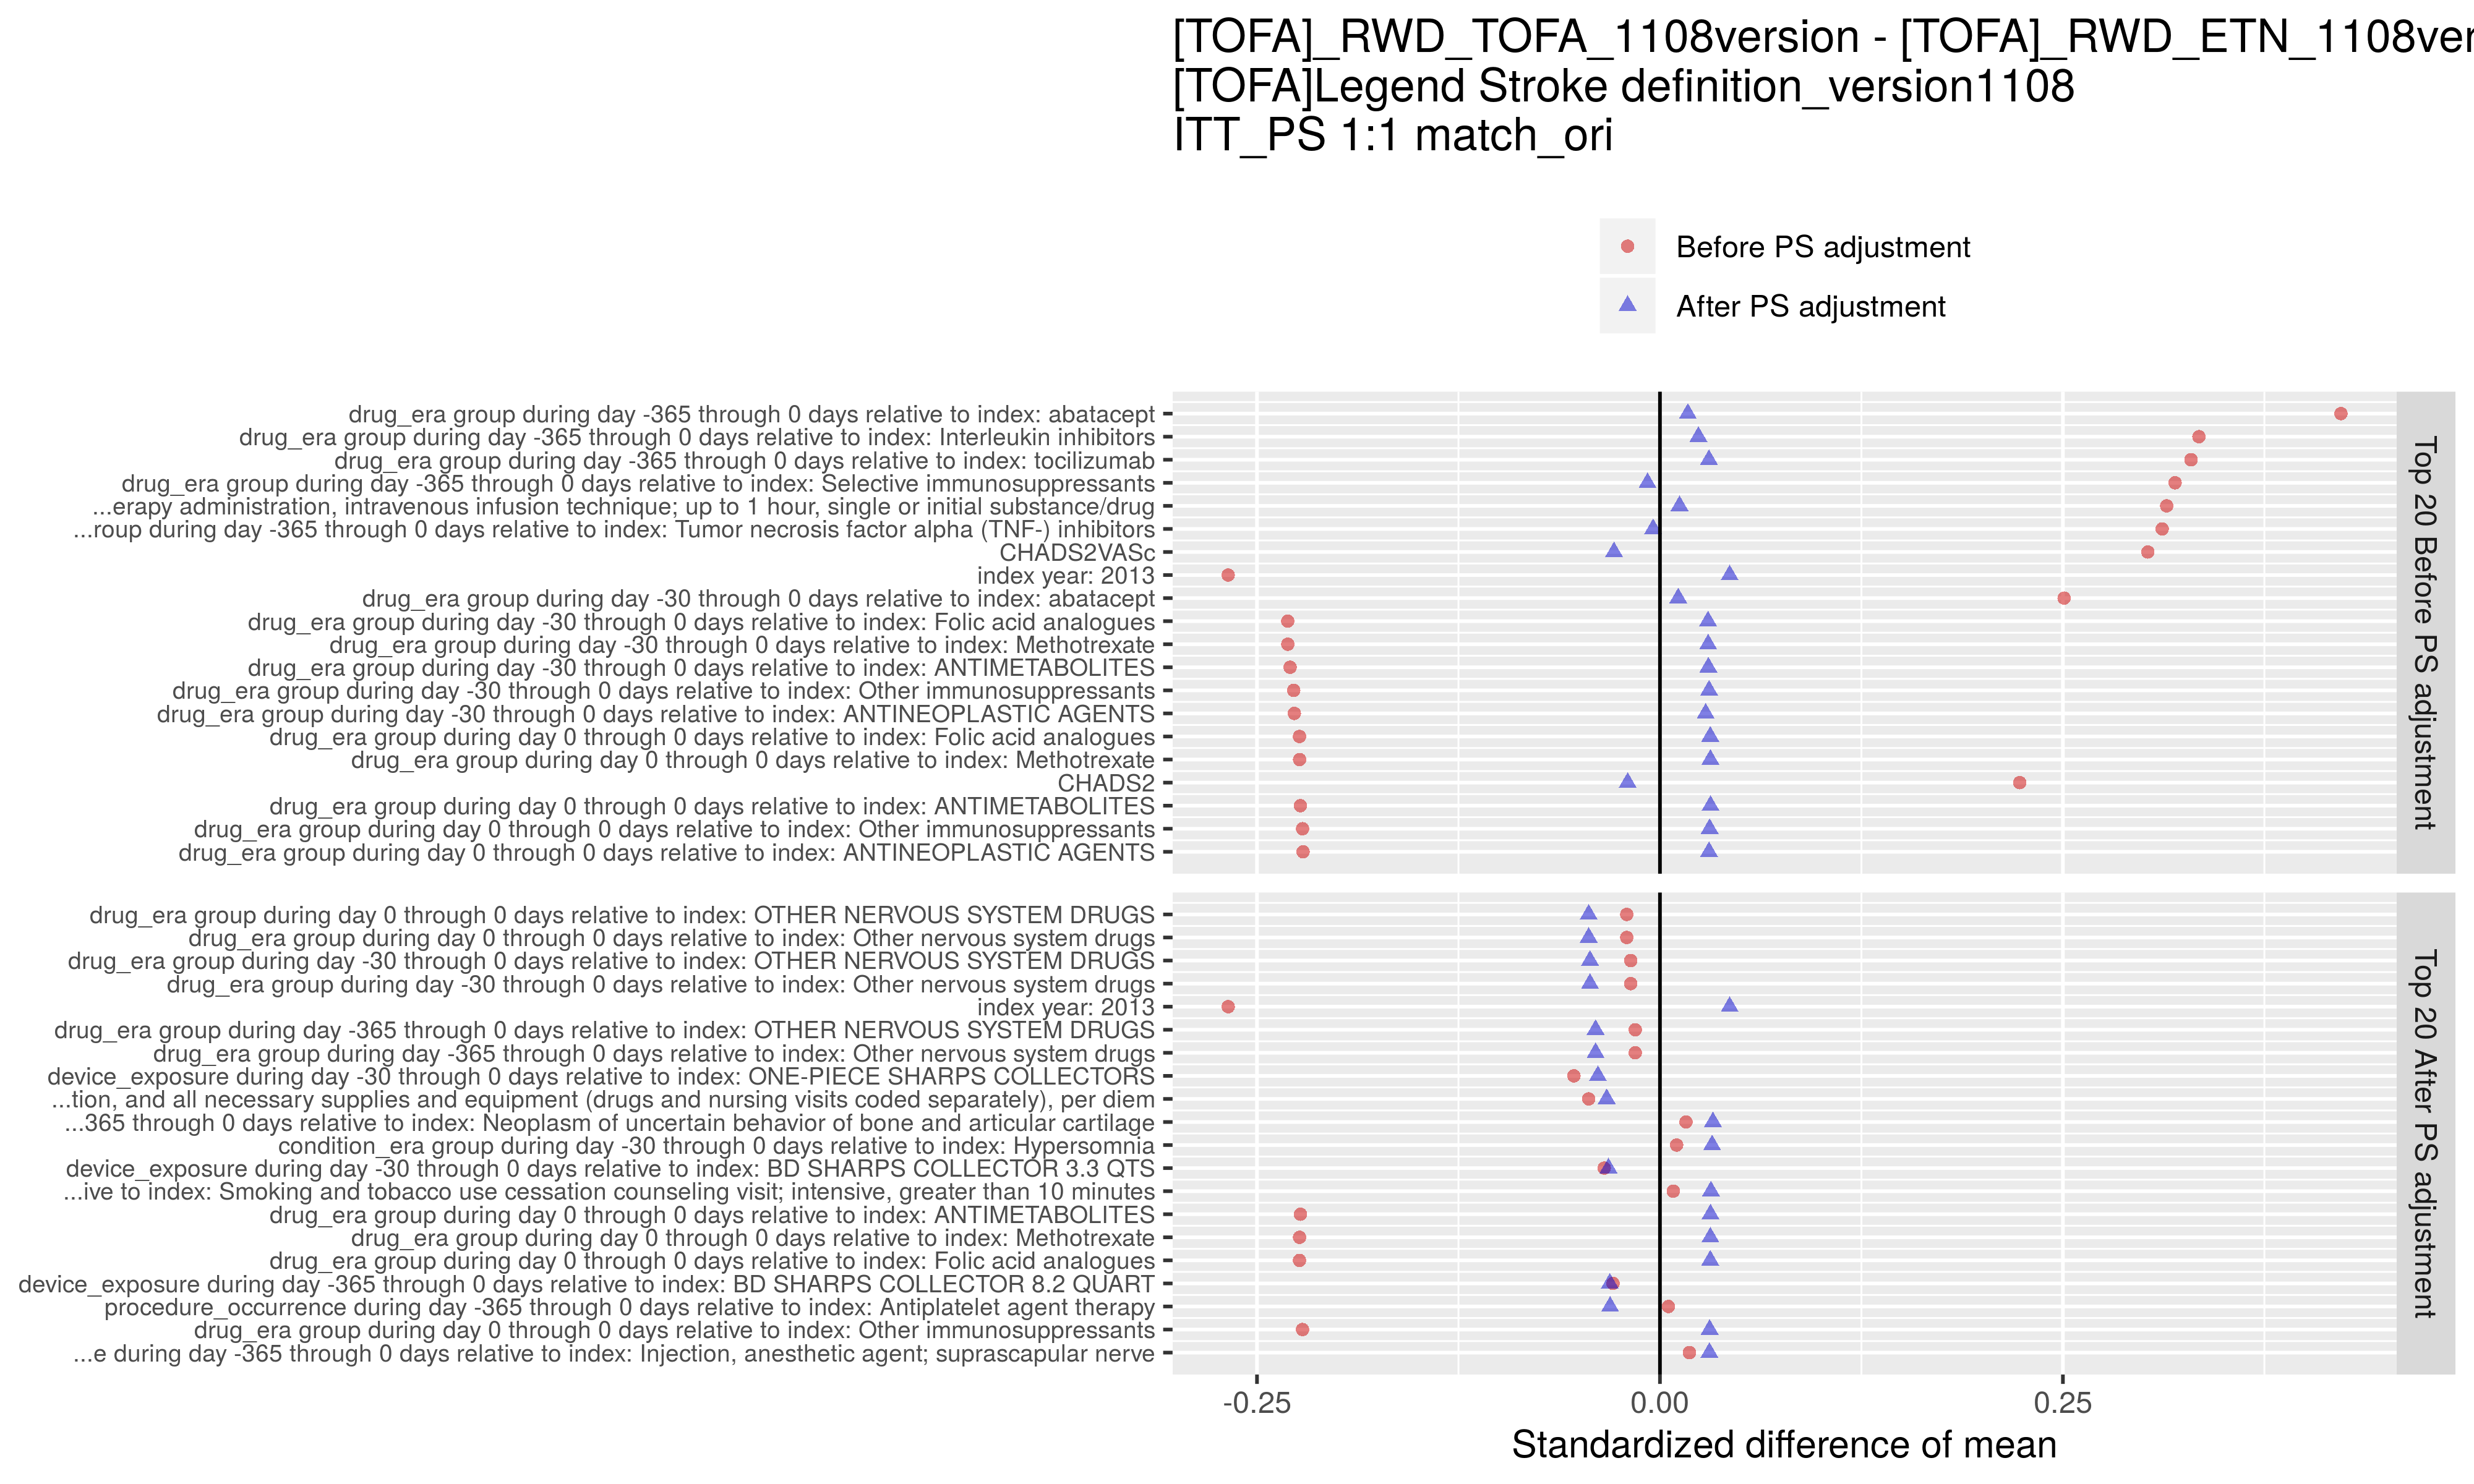 [TOFA]_RWD_TOFA_1108version - [TOFA]_RWD_ETN_1108ver
[TOFA]Legend Stroke definition_version1108
ITT_PS 1:1 match_ori
Before PS adjustment
After PS adjustment
drug_era group during day -365 through 0 days relative to index: abatacept
drug_era group during day -365 through 0 days relative to index: Interleukin inhibitors
drug_era group during day -365 through 0 days relative to index: tocilizumab
drug_era group during day -365 through 0 days relative to index: Selective immunosuppressants
...erapy administration, intravenous infusion technique; up to 1 hour, single or initial substance/drug
...roup during day -365 through 0 days relative to index: Tumor necrosis factor alpha (TNF-) inhibitors
CHADS2VASc
index year: 2013
drug_era group during day -30 through 0 days relative to index: abatacept
drug_era group during day -30 through 0 days relative to index: Folic acid analogues
drug_era group during day -30 through 0 days relative to index: Methotrexate
drug_era group during day -30 through 0 days relative to index: ANTIMETABOLITES
drug_era group during day -30 through 0 days relative to index: Other immunosuppressants
drug_era group during day -30 through 0 days relative to index: ANTINEOPLASTIC AGENTS
drug_era group during day 0 through 0 days relative to index: Folic acid analogues
drug_era group during day 0 through 0 days relative to index: Methotrexate
CHADS2
drug_era group during day 0 through 0 days relative to index: ANTIMETABOLITES
drug_era group during day 0 through 0 days relative to index: Other immunosuppressants
drug_era group during day 0 through 0 days relative to index: ANTINEOPLASTIC AGENTS
Top 20 Before PS adjustment
drug_era group during day 0 through 0 days relative to index: OTHER NERVOUS SYSTEM DRUGS
drug_era group during day 0 through 0 days relative to index: Other nervous system drugs
drug_era group during day -30 through 0 days relative to index: OTHER NERVOUS SYSTEM DRUGS
drug_era group during day -30 through 0 days relative to index: Other nervous system drugs
index year: 2013
drug_era group during day -365 through 0 days relative to index: OTHER NERVOUS SYSTEM DRUGS
drug_era group during day -365 through 0 days relative to index: Other nervous system drugs
device_exposure during day -30 through 0 days relative to index: ONE-PIECE SHARPS COLLECTORS
...tion, and all necessary supplies and equipment (drugs and nursing visits coded separately), per diem
...365 through 0 days relative to index: Neoplasm of uncertain behavior of bone and articular cartilage
condition_era group during day -30 through 0 days relative to index: Hypersomnia
device_exposure during day -30 through 0 days relative to index: BD SHARPS COLLECTOR 3.3 QTS
...ive to index: Smoking and tobacco use cessation counseling visit; intensive, greater than 10 minutes
drug_era group during day 0 through 0 days relative to index: ANTIMETABOLITES
drug_era group during day 0 through 0 days relative to index: Methotrexate
drug_era group during day 0 through 0 days relative to index: Folic acid analogues
device_exposure during day -365 through 0 days relative to index: BD SHARPS COLLECTOR 8.2 QUART
procedure_occurrence during day -365 through 0 days relative to index: Antiplatelet agent therapy
drug_era group during day 0 through 0 days relative to index: Other immunosuppressants
...e during day -365 through 0 days relative to index: Injection, anesthetic agent; suprascapular nerve
Top 20 After PS adjustment
-0.25 0.00 0.25
Standardized difference of mean